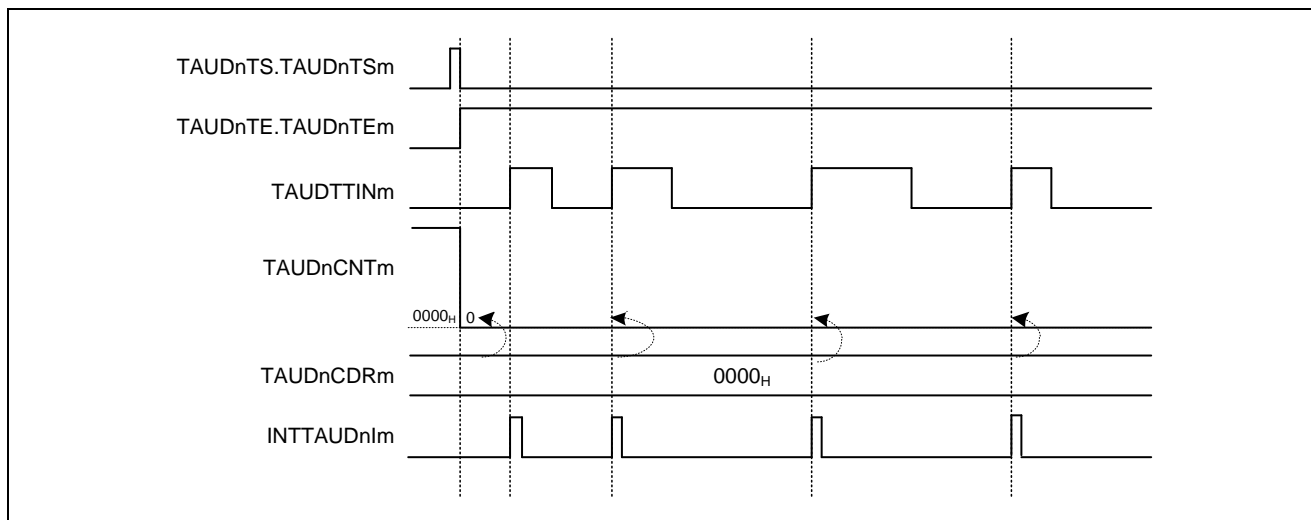 TAUDnTS.TAUDnTSm
TAUDnTE.TAUDnTEm
TAUDTTINm
TAUDnCNTm
0000H 0
TAUDnCDRm 0000H
INTTAUDnIm